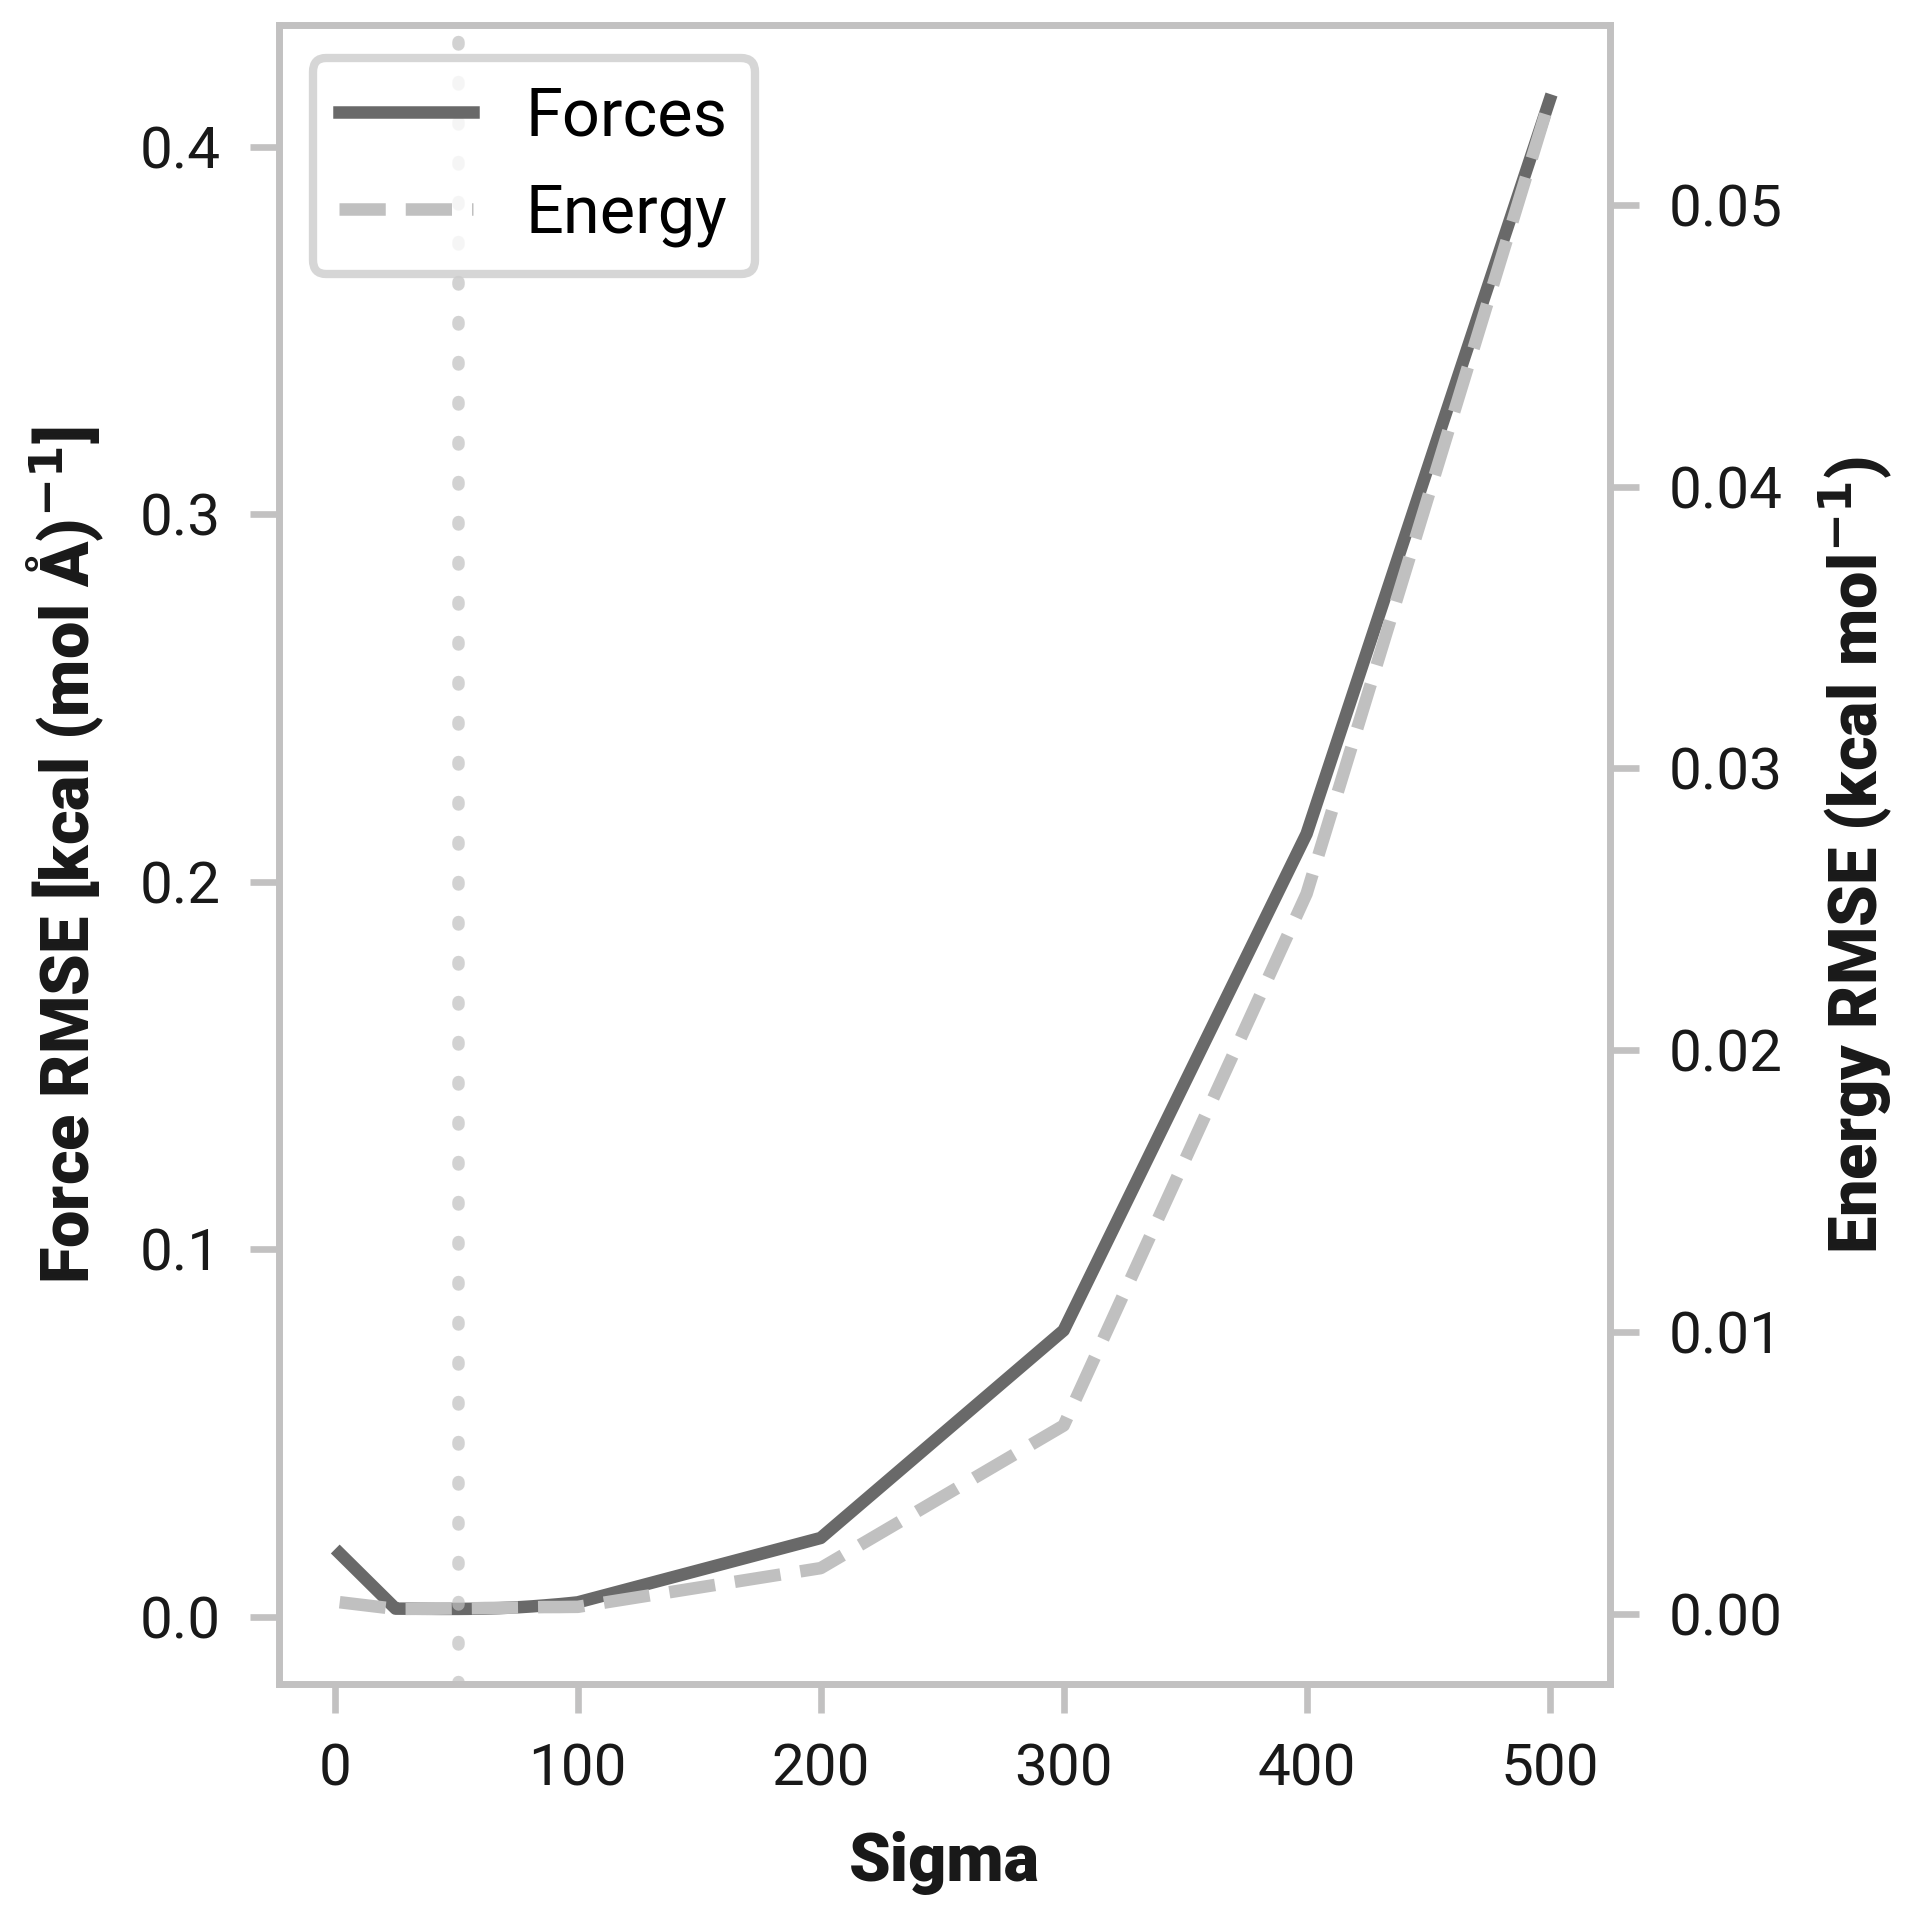 Forces
Energy
0.4
0.3
0.2
0.1
0.0
Force RMSE [kcal (mol Å)⁻¹]
0.05
0.04
0.03
0.02
0.01
0.00
Energy RMSE (kcal mol⁻¹)
0 100 200 300 400 500
Sigma